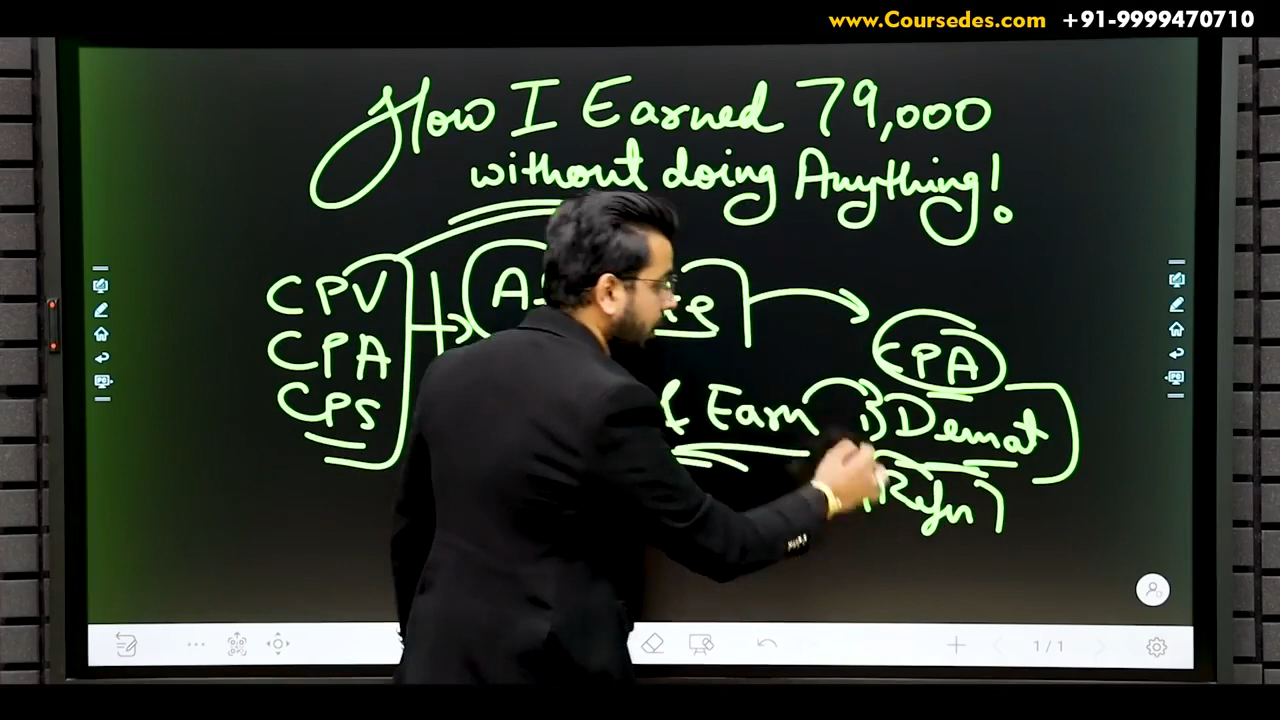 www.Coursedes.com +91-9999470710
How I Earned 79,000
without doing Anything!
CPV
CPA
CPS
CPA
Earn
Demat
(Refer)
1/1